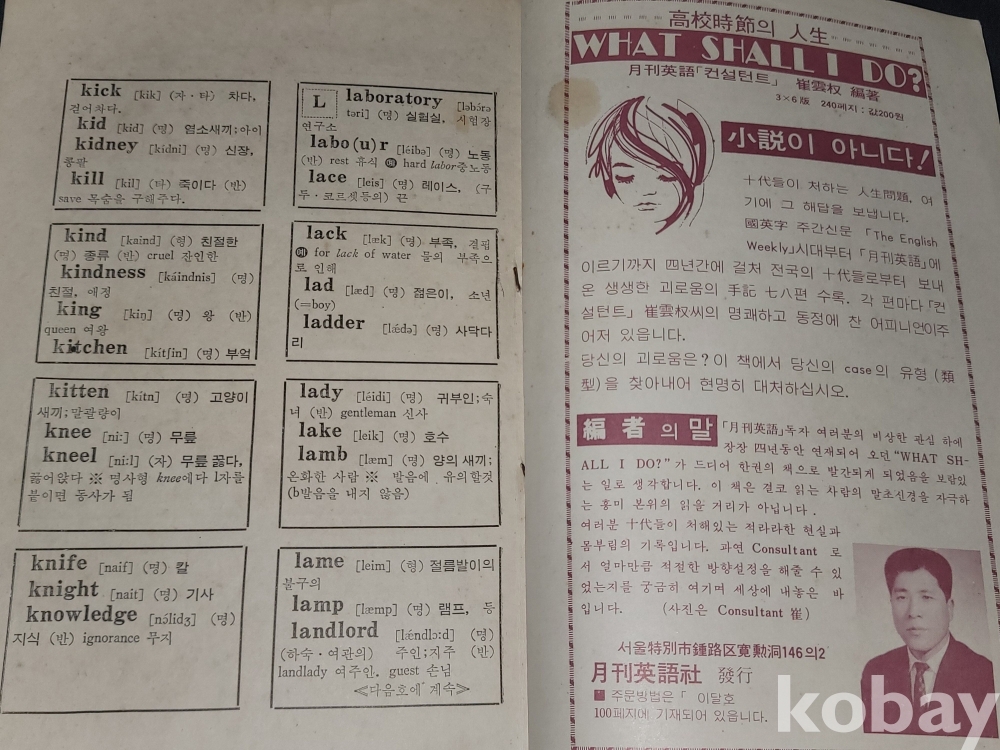 kick [kik] (자·타) 차다,
걷어차다.
kid [kid] (명) 염소새끼;아이
kidney [kídni] (명) 신장,
콩팥
kill [kil] (타) 죽이다 (반)
save 목숨을 구해주다.
kind [kaind] (형) 친절한
(명) 종류 (반) cruel 잔인한
kindness [káindnis] (명)
친절, 애정
king [kiŋ] (명) 왕 (반)
queen 여왕
kitchen [kítʃin] (명) 부엌
kitten [kítn] (명) 고양이
새끼;말괄량이
knee [ni:] (명) 무릎
kneel [ni:l] (자) 무릎 꿇다,
꿇어앉다 ※ 명사형 knee에다 l자를
붙이면 동사가 됨
knife [naif] (명) 칼
knight [nait] (명) 기사
knowledge [nɔ́lidʒ] (명)
지식 (반) ignorance 무지
L laboratory [ləbɔ́rə
təri] (명) 실험실, 시험장
연구소
labo(u)r [léibə] (명) 노동
(반) rest 휴식 예 hard labor중노동
lace [leis] (명) 레이스, (구
두·코르셋등의) 끈
lack [læk] (명) 부족, 결핍
예 for lack of water 물의 부족으
로 인해
lad [læd] (명) 젊은이, 소년
(=boy)
ladder [lǽdə] (명) 사닥다
리
lady [léidi] (명) 귀부인;숙
녀 (반) gentleman 신사
lake [leik] (명) 호수
lamb [læm] (명) 양의 새끼;
온화한 사람 ※ 발음에 유의할것
(b발음을 내지 않음)
lame [leim] (형) 절름발이의
불구의
lamp [læmp] (명) 램프, 등
landlord [lǽndlɔ:d] (명)
(하숙·여관의) 주인;지주 (반)
landlady 여주인, guest 손님
≪다음호에 계속≫
高校時節의 人生
WHAT SHALL I DO?
月刊英語「컨설턴트」 崔雲权 編著
3×6版 240페지:값200원
小説이 아니다!
十代들이 처하는 人生問題, 여
기에 그 해답을 보냅니다.
國英字 주간신문 「The English
Weekly」시대부터 「月刊英語」에
이르기까지 四년간에 걸쳐 전국의 十代들로부터 보내
온 생생한 괴로움의 手記 七八편 수록, 각 편마다 「컨
설턴트」 崔雲权씨의 명쾌하고 동정에 찬 어피니언이주
어저 있읍니다.
당신의 괴로움은? 이 책에서 당신의 case의 유형 (類
型)을 찾아내어 현명히 대처하십시오.
編者의 말 「月刊英語」독자 여러분의 비상한 관심 하에
장장 四년동안 연재되어 오던 "WHAT SH-
ALL I DO?"가 드디어 한권의 책으로 발간되게 되었음을 보람있
는 일로 생각합니다. 이 책은 결코 읽는 사람의 말초신경을 자극하
는 흥미 본위의 읽을 거리가 아닙니다.
여러분 十代들이 처해있는 적라라한 현실과
몸부림의 기록입니다. 과연 Consultant 로
서 얼마만큼 적절한 방향설정을 해줄 수 있
었는지를 궁금히 여기며 세상에 내놓은 바
입니다. (사진은 Consultant 崔)
서울特別市鍾路区寛勲洞146의2
月刊英語社 發行
■ 주문방법은 「 이달호
100페지에 기재되어 있읍니다.
kobay